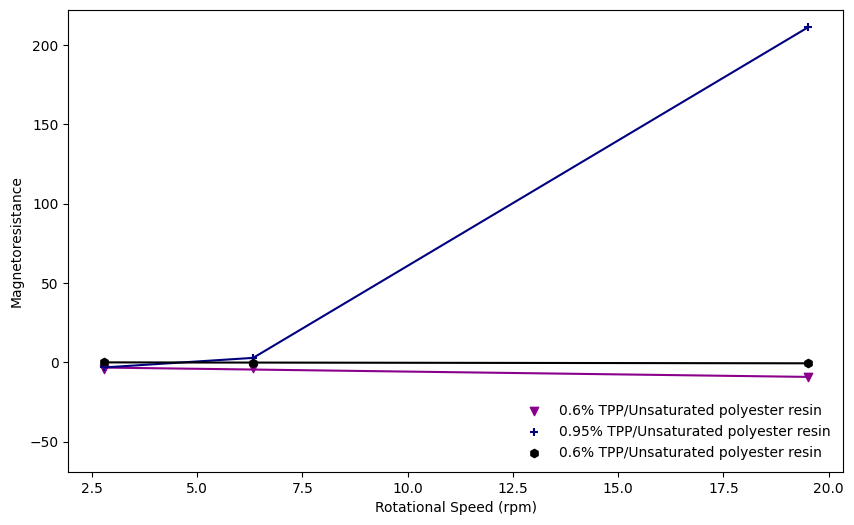 200
150
100
50
0
−50
Magnetoresistance
0.6% TPP/Unsaturated polyester resin
0.95% TPP/Unsaturated polyester resin
0.6% TPP/Unsaturated polyester resin
2.5 5.0 7.5 10.0 12.5 15.0 17.5 20.0
Rotational Speed (rpm)